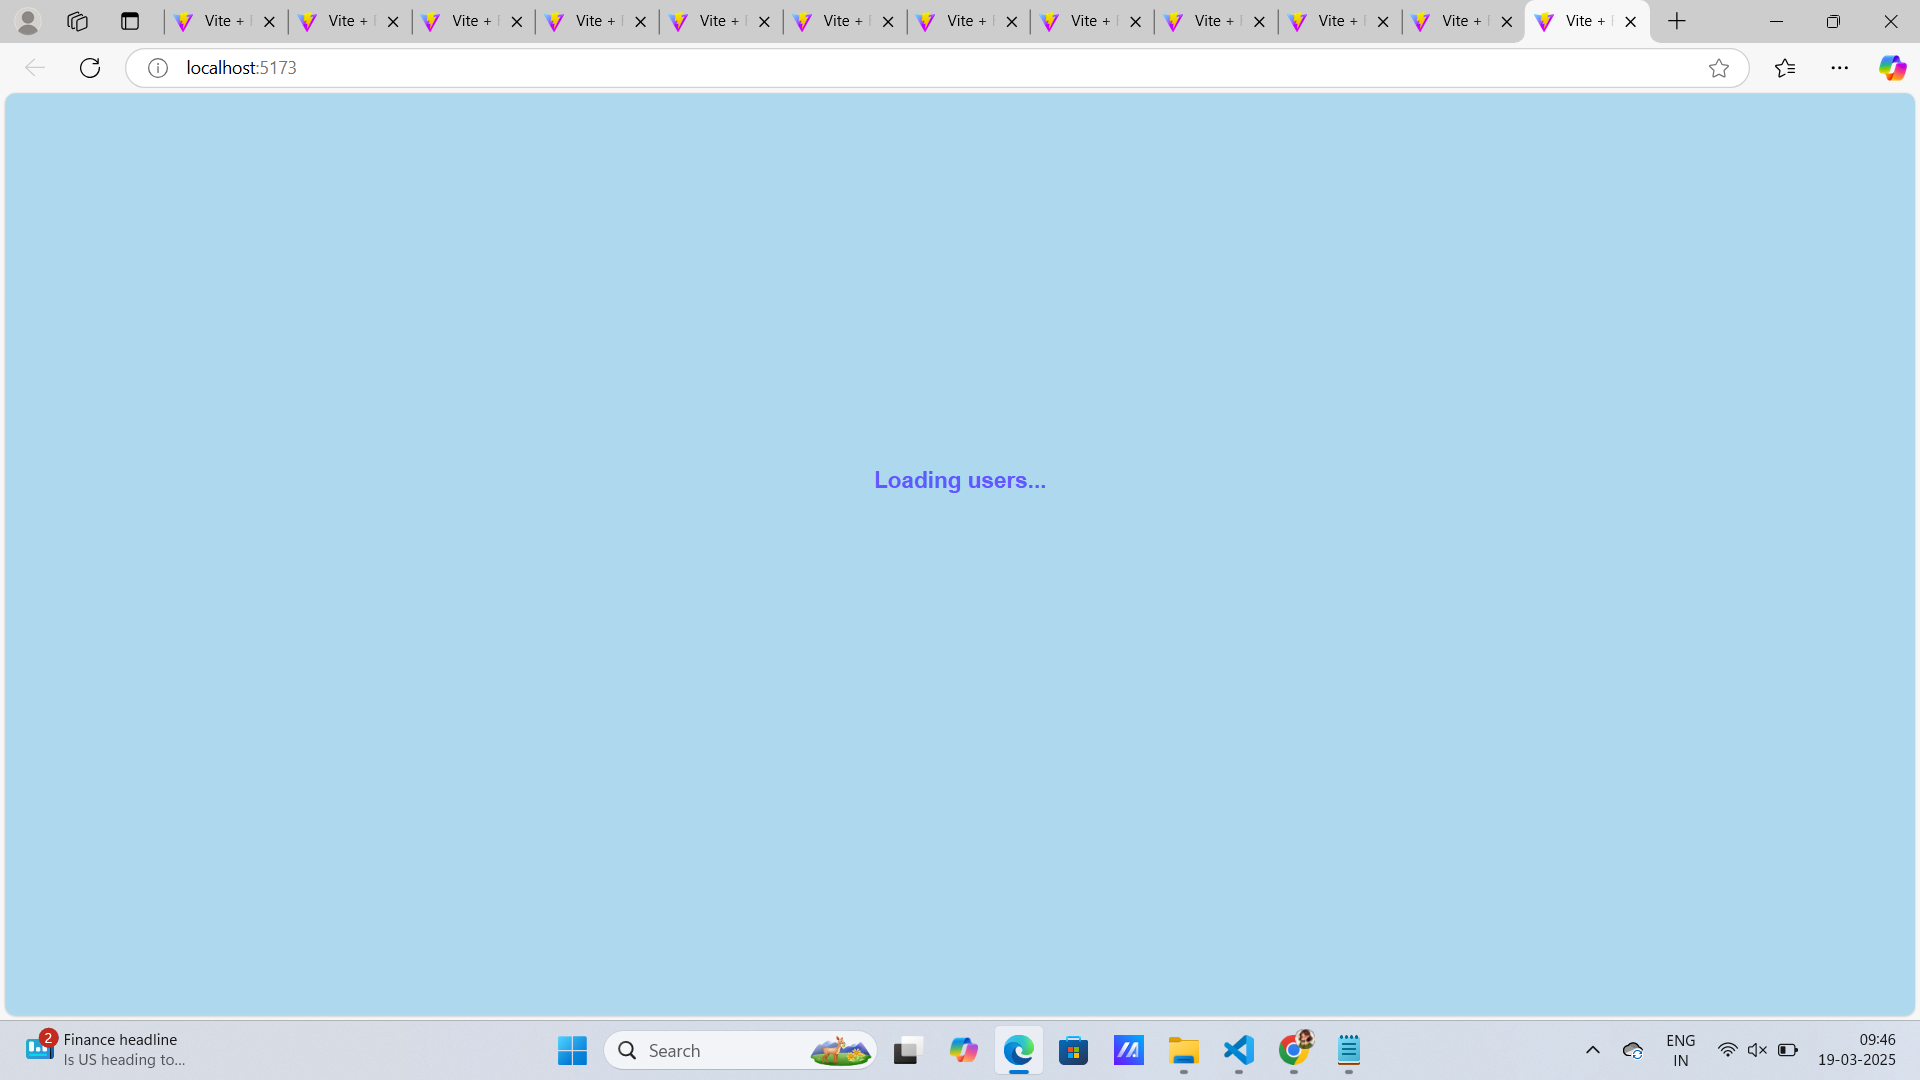 Vite +
Vite +
Vite +
Vite +
Vite +
Vite +
Vite +
Vite +
Vite +
Vite +
Vite +
Vite +
localhost:5173
Loading users...
2
Finance headline
Is US heading to...
Search
ENG
IN
09:46
19-03-2025